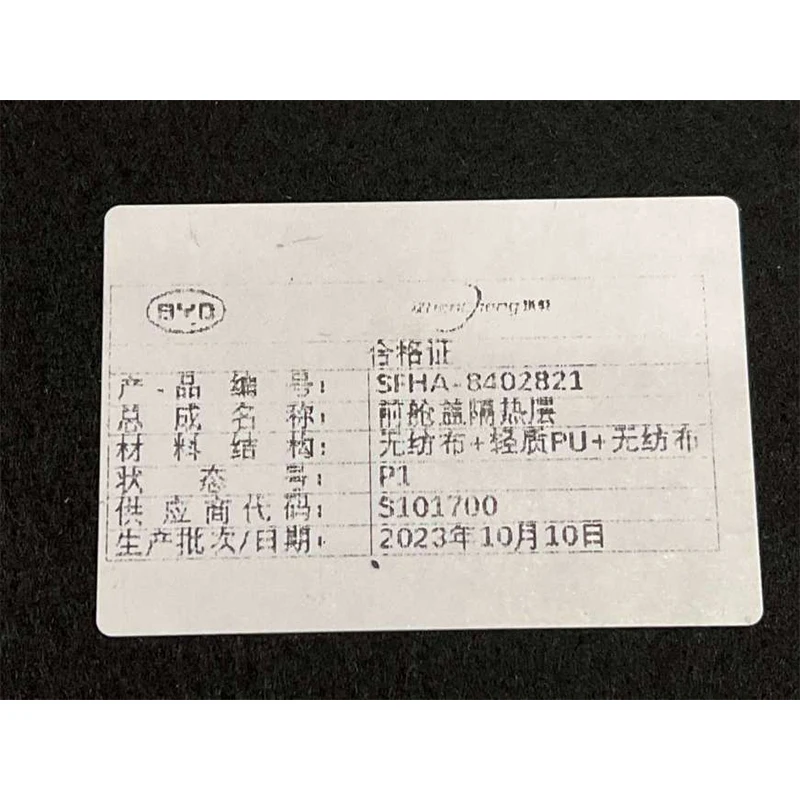 BYD
合格证
产品编号: SFHA-8402821
总成名称: 前舱盖隔热层
材料结构: 无纺布+轻质PU+无纺布
状态号: P1
供应商代码: S101700
生产批次/日期: 2023年10月10日